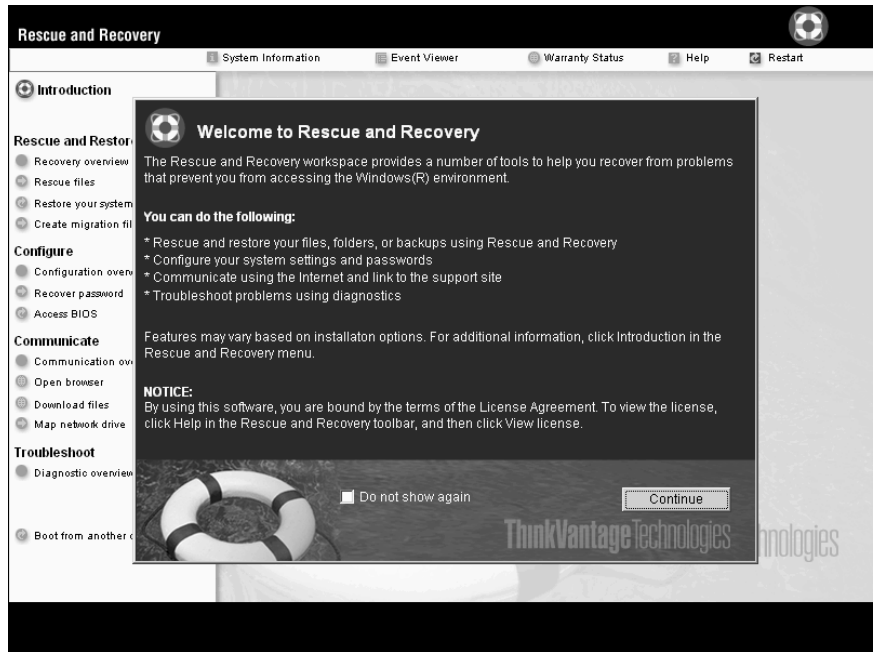 Rescue and Recovery
System Information
Event Viewer
Warranty Status
Help
Restart
Introduction
Rescue and Restor
Recovery overview
Rescue files
Restore your system
Create migration fil
Configure
Configuration overv
Recover password
Access BIOS
Communicate
Communication ov
Open browser
Download files
Map network drive
Troubleshoot
Diagnostic overview
Boot from another
Welcome to Rescue and Recovery
The Rescue and Recovery workspace provides a number of tools to help you recover from problems
that prevent you from accessing the Windows(R) environment.
You can do the following:
* Rescue and restore your files, folders, or backups using Rescue and Recovery
* Configure your system settings and passwords
* Communicate using the Internet and link to the support site
* Troubleshoot problems using diagnostics
Features may vary based on installaton options. For additional information, click Introduction in the
Rescue and Recovery menu.
NOTICE:
By using this software, you are bound by the terms of the License Agreement. To view the license,
click Help in the Rescue and Recovery toolbar, and then click View license.
Do not show again
Continue
ThinkVantage Technologies
hnologies